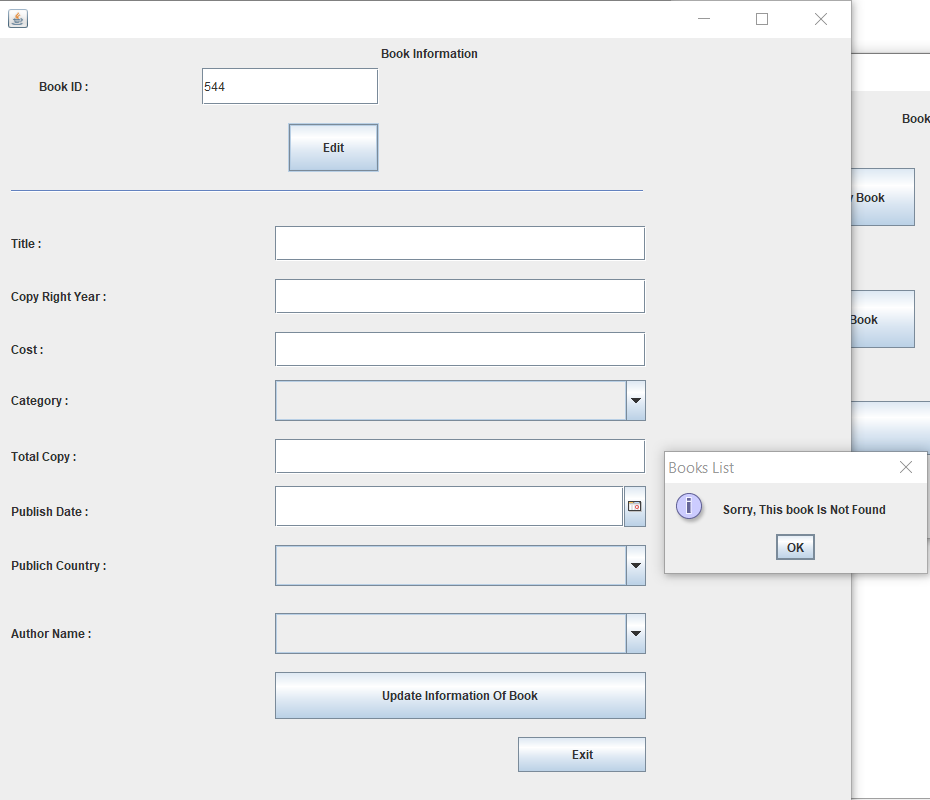 Book Information
Book ID :
544
Edit
Title :
Copy Right Year :
Cost :
Category :
Total Copy :
Publish Date :
Publich Country :
Author Name :
Update Information Of Book
Exit
Book
Book
Book
Books List
Sorry, This book Is Not Found
OK